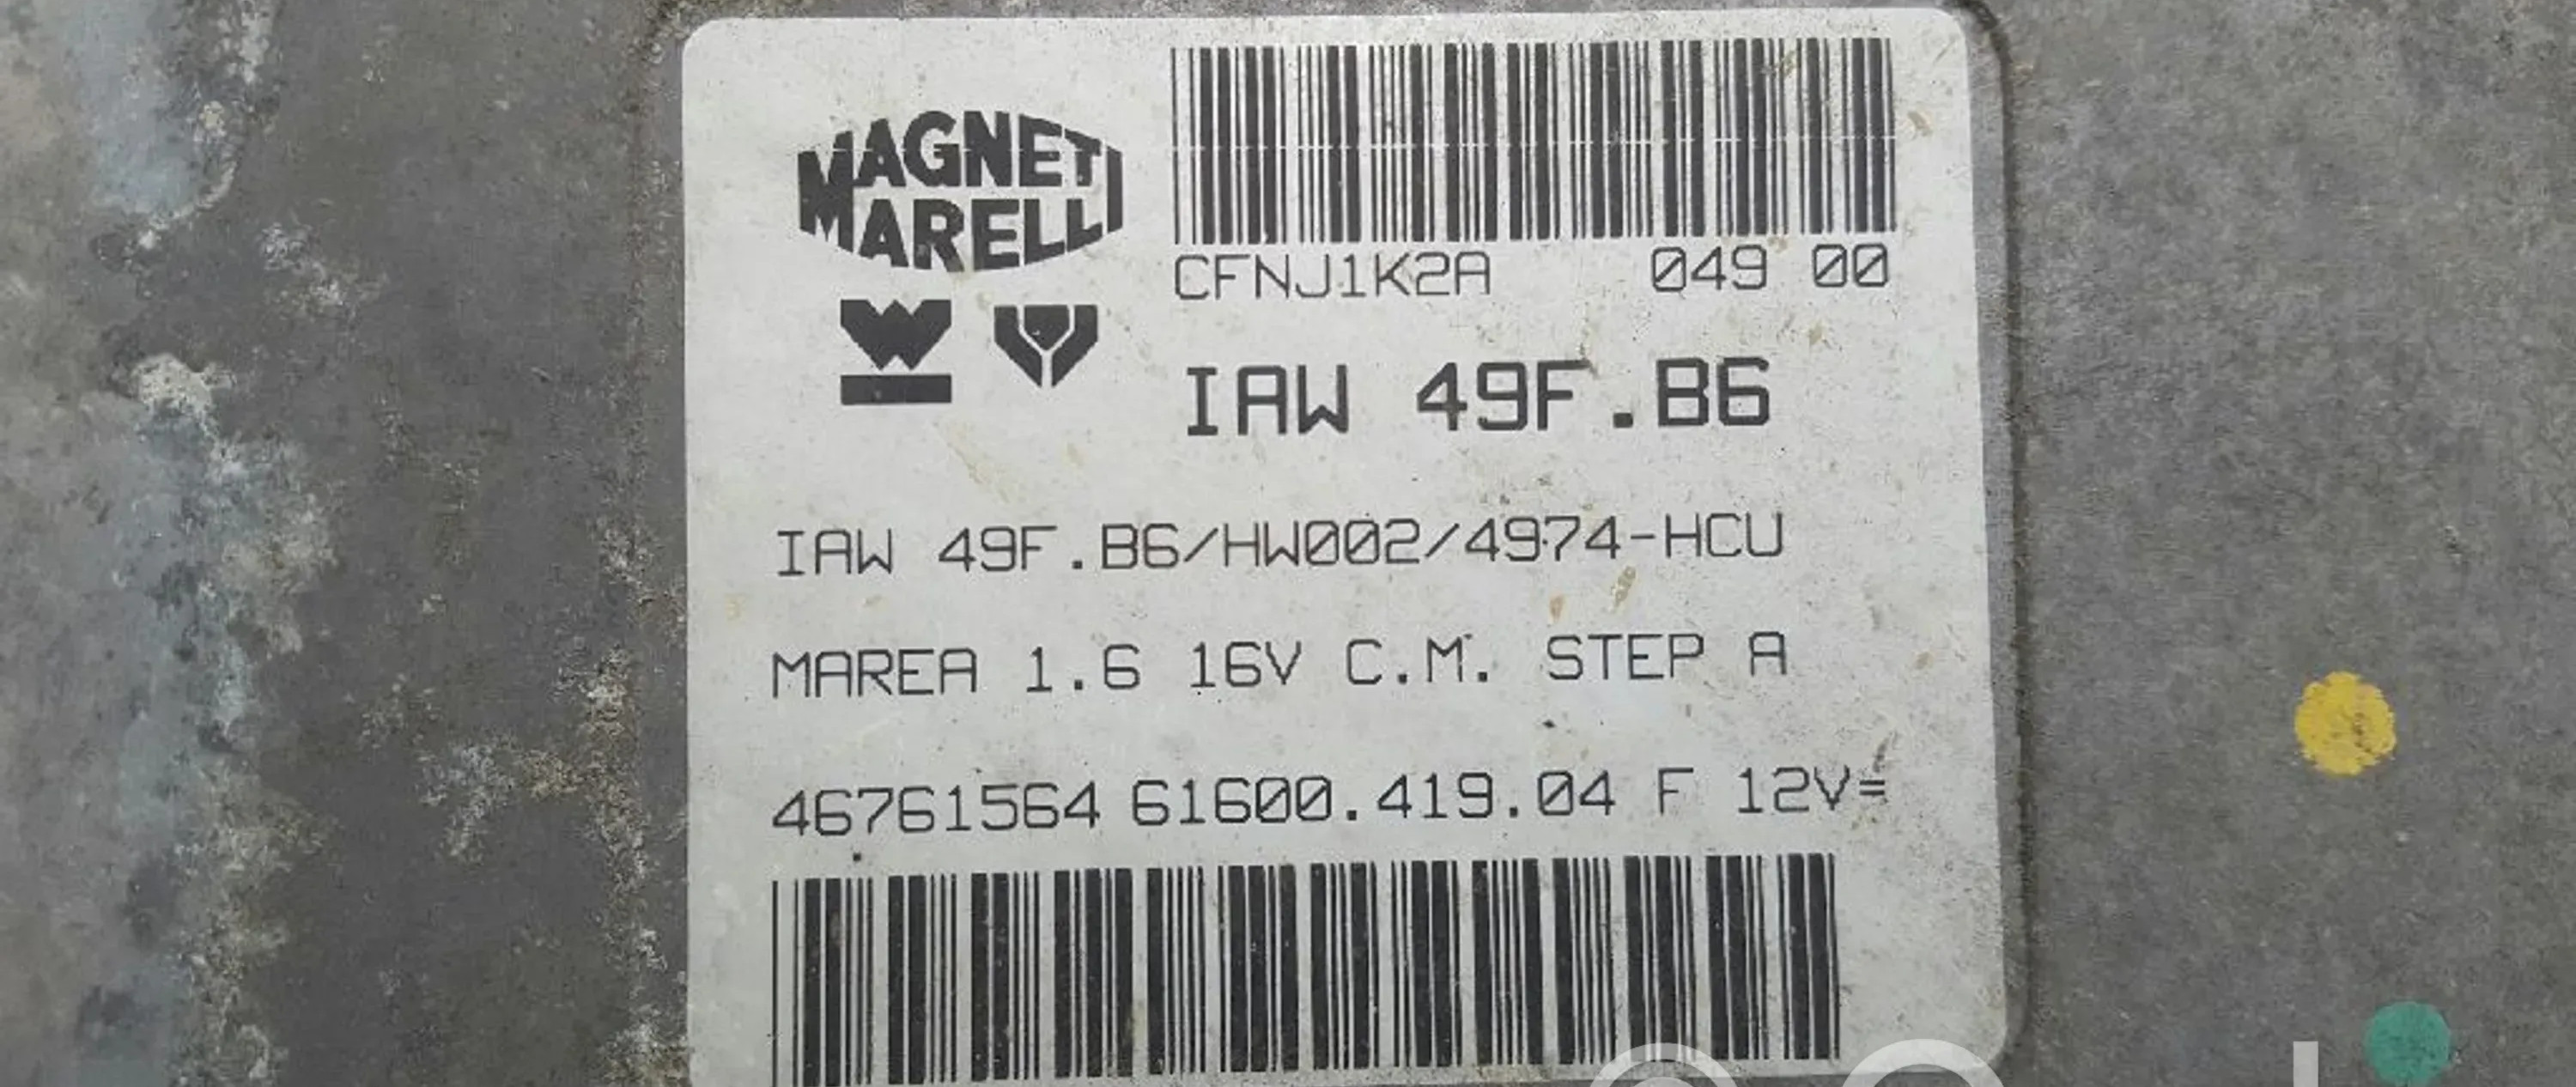 MAGNETI
MARELLI
CFNJ1K2A 049 00
IAW 49F.B6
IAW 49F.B6/HW002/4974-HCU
MAREA 1.6 16V C.M. STEP A
46761564 61600.419.04 F 12V=